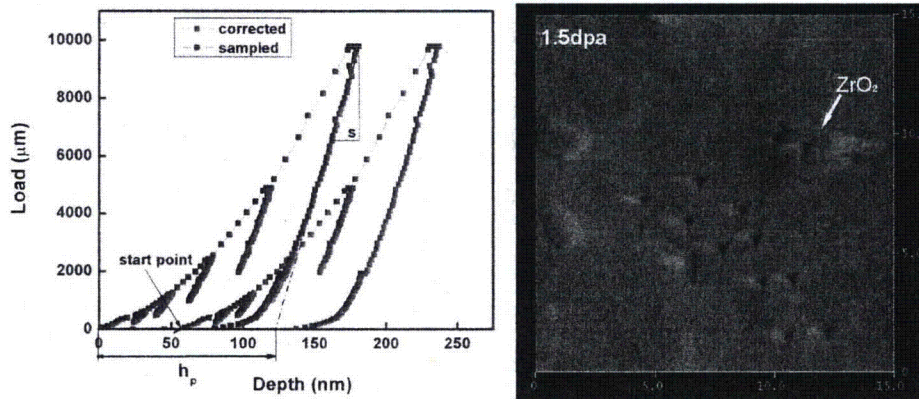 10000
8000
6000
4000
2000
0
Load (μm)
corrected
sampled
s
start point
0 50 100 150 200 250
h_p
Depth (nm)
1.5dpa
ZrO₂
0 5.0 10.0 15.0